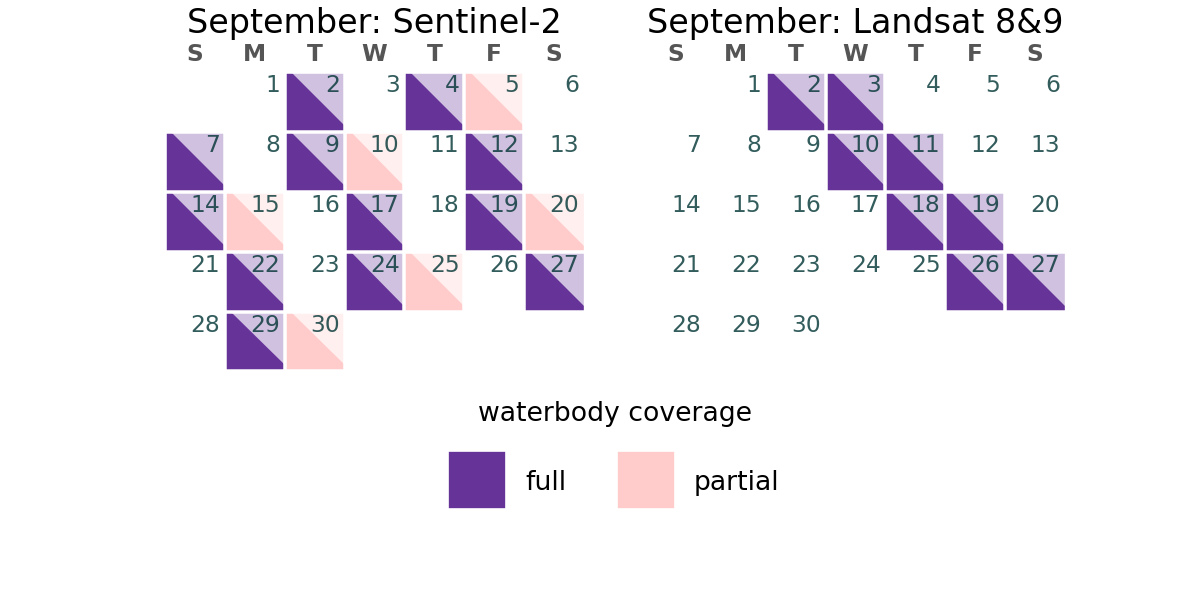 September: Sentinel-2
S M T W T F S
1 2 3 4 5 6
7 8 9 10 11 12 13
14 15 16 17 18 19 20
21 22 23 24 25 26 27
28 29 30
September: Landsat 8&9
S M T W T F S
1 2 3 4 5 6
7 8 9 10 11 12 13
14 15 16 17 18 19 20
21 22 23 24 25 26 27
28 29 30
waterbody coverage
full partial